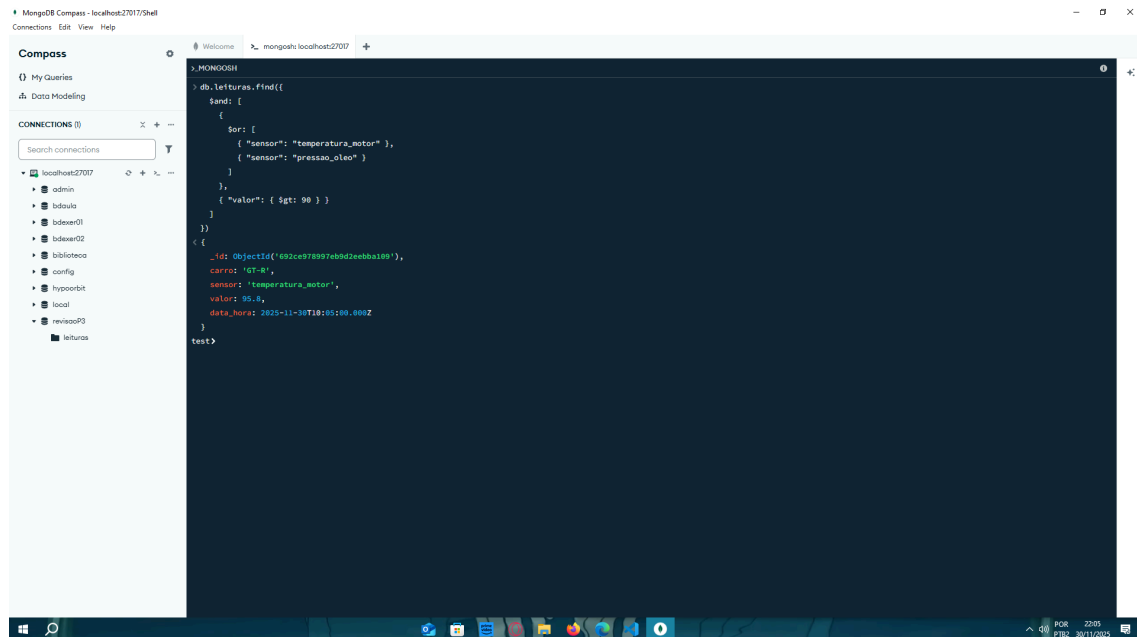 MongoDB Compass - localhost:27017/Shell
Connections Edit View Help
Compass
My Queries
Data Modeling
CONNECTIONS (1)
Search connections
localhost:27017
admin
bdaula
bdexer01
bdexer02
biblioteca
config
hypoorbit
local
revisaoP3
leituras
Welcome
>_ mongosh: localhost:27017 +
>_MONGOSH
> db.leituras.find({
$and: [
{
$or: [
{ "sensor": "temperatura_motor" },
{ "sensor": "pressao_oleo" }
]
},
{ "valor": { $gt: 90 } }
]
})
< {
_id: ObjectId('692ce978997eb9d2eebba109'),
carro: 'GT-R',
sensor: 'temperatura_motor',
valor: 95.8,
data_hora: 2025-11-30T10:05:00.000Z
}
test>
POR 22:05
PTB2 30/11/2025